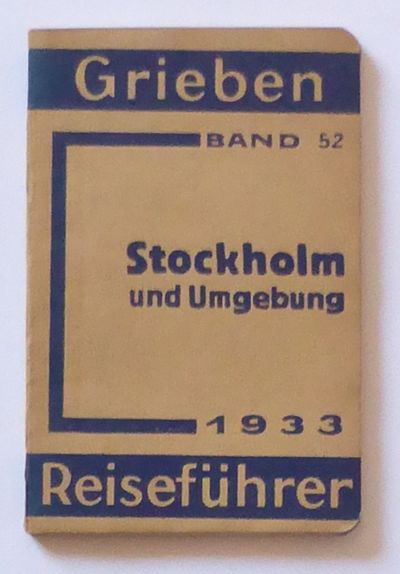 Grieben
BAND 52
Stockholm
und Umgebung
1933
Reiseführer